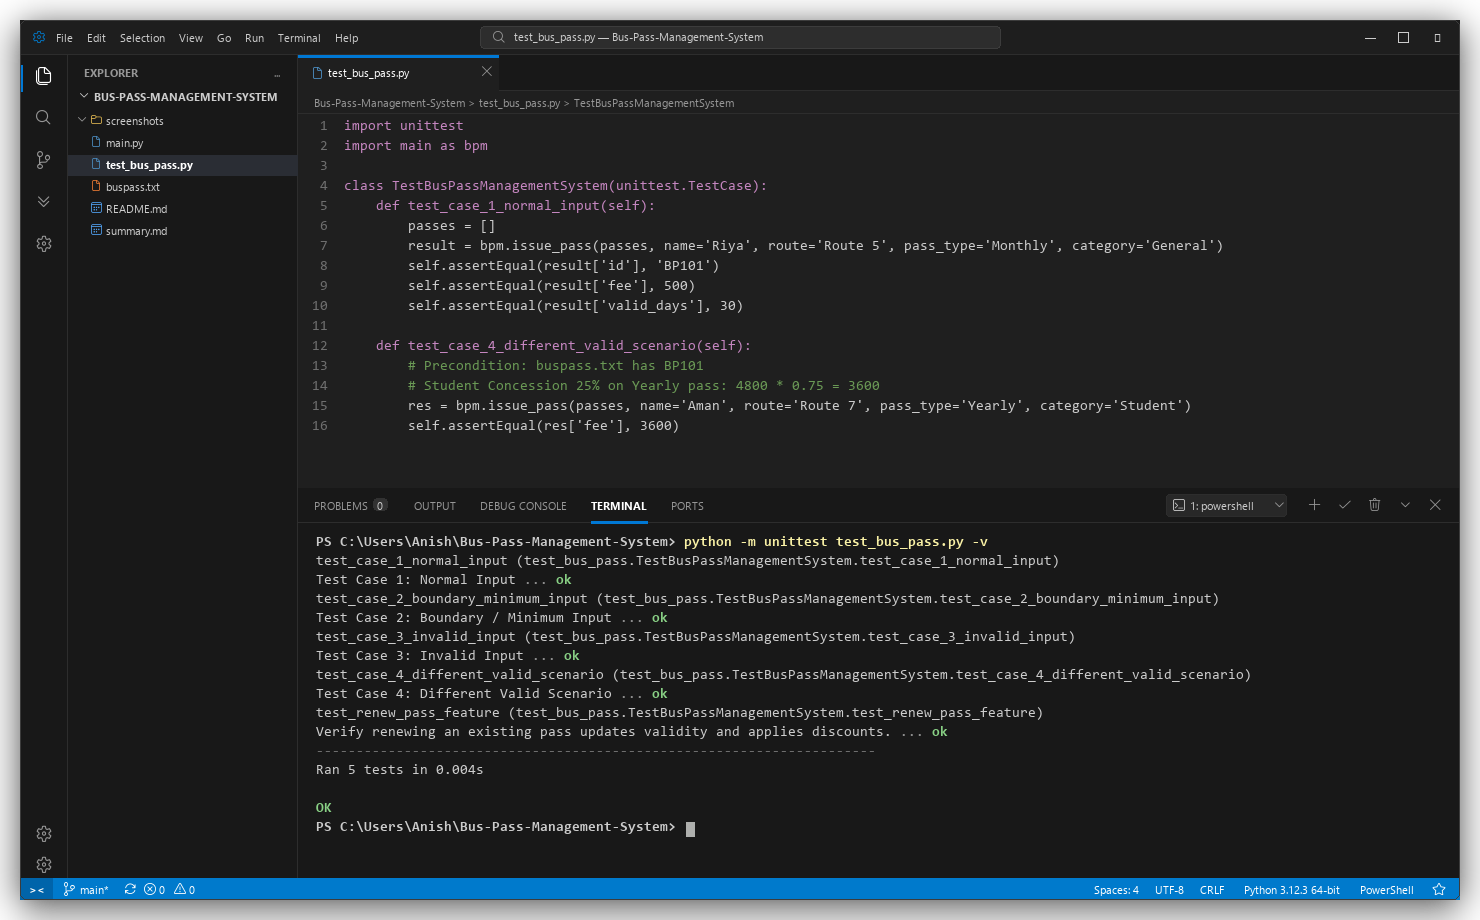 File Edit Selection View Go Run Terminal Help
test_bus_pass.py — Bus-Pass-Management-System
EXPLORER ...
BUS-PASS-MANAGEMENT-SYSTEM
screenshots
main.py
test_bus_pass.py
buspass.txt
README.md
summary.md
test_bus_pass.py
Bus-Pass-Management-System > test_bus_pass.py > TestBusPassManagementSystem
1 import unittest
2 import main as bpm
3
4 class TestBusPassManagementSystem(unittest.TestCase):
5     def test_case_1_normal_input(self):
6         passes = []
7         result = bpm.issue_pass(passes, name='Riya', route='Route 5', pass_type='Monthly', category='General')
8         self.assertEqual(result['id'], 'BP101')
9         self.assertEqual(result['fee'], 500)
10         self.assertEqual(result['valid_days'], 30)
11
12     def test_case_4_different_valid_scenario(self):
13         # Precondition: buspass.txt has BP101
14         # Student Concession 25% on Yearly pass: 4800 * 0.75 = 3600
15         res = bpm.issue_pass(passes, name='Aman', route='Route 7', pass_type='Yearly', category='Student')
16         self.assertEqual(res['fee'], 3600)
PROBLEMS 0 OUTPUT DEBUG CONSOLE TERMINAL PORTS 1: powershell
PS C:\Users\Anish\Bus-Pass-Management-System> python -m unittest test_bus_pass.py -v
test_case_1_normal_input (test_bus_pass.TestBusPassManagementSystem.test_case_1_normal_input)
Test Case 1: Normal Input ... ok
test_case_2_boundary_minimum_input (test_bus_pass.TestBusPassManagementSystem.test_case_2_boundary_minimum_input)
Test Case 2: Boundary / Minimum Input ... ok
test_case_3_invalid_input (test_bus_pass.TestBusPassManagementSystem.test_case_3_invalid_input)
Test Case 3: Invalid Input ... ok
test_case_4_different_valid_scenario (test_bus_pass.TestBusPassManagementSystem.test_case_4_different_valid_scenario)
Test Case 4: Different Valid Scenario ... ok
test_renew_pass_feature (test_bus_pass.TestBusPassManagementSystem.test_renew_pass_feature)
Verify renewing an existing pass updates validity and applies discounts. ... ok
----------------------------------------------------------------------
Ran 5 tests in 0.004s
OK
PS C:\Users\Anish\Bus-Pass-Management-System>
>< main* 0 0 Spaces: 4 UTF-8 CRLF Python 3.12.3 64-bit PowerShell